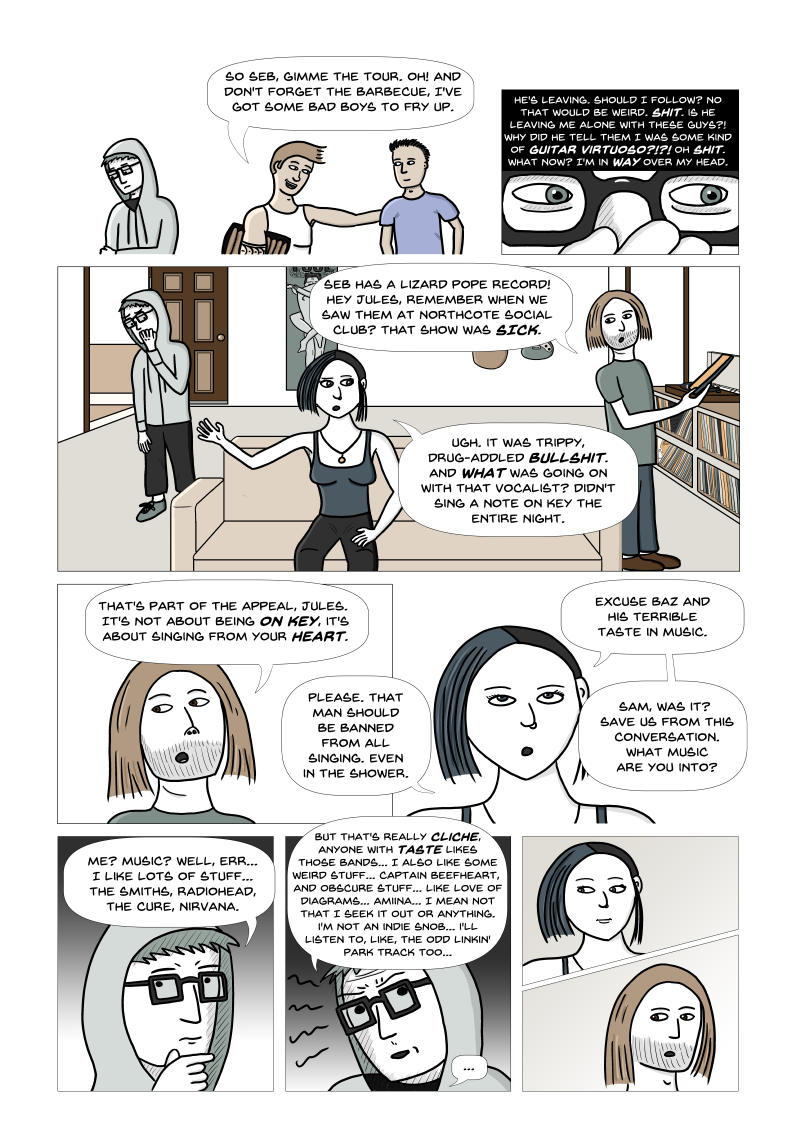 SO SEB, GIMME THE TOUR. OH! AND
DON'T FORGET THE BARBECUE, I'VE
GOT SOME BAD BOYS TO FRY UP.
HE'S LEAVING. SHOULD I FOLLOW? NO
THAT WOULD BE WEIRD. SHIT. IS HE
LEAVING ME ALONE WITH THESE GUYS?!
WHY DID HE TELL THEM I WAS SOME KIND
OF GUITAR VIRTUOSO?!?! OH SHIT.
WHAT NOW? I'M IN WAY OVER MY HEAD.
SEB HAS A LIZARD POPE RECORD!
HEY JULES, REMEMBER WHEN WE
SAW THEM AT NORTHCOTE SOCIAL
CLUB? THAT SHOW WAS SICK.
UGH. IT WAS TRIPPY,
DRUG-ADDLED BULLSHIT.
AND WHAT WAS GOING ON
WITH THAT VOCALIST? DIDN'T
SING A NOTE ON KEY THE
ENTIRE NIGHT.
THAT'S PART OF THE APPEAL, JULES.
IT'S NOT ABOUT BEING ON KEY, IT'S
ABOUT SINGING FROM YOUR HEART.
PLEASE. THAT
MAN SHOULD
BE BANNED
FROM ALL
SINGING. EVEN
IN THE SHOWER.
EXCUSE BAZ AND
HIS TERRIBLE
TASTE IN MUSIC.
SAM, WAS IT?
SAVE US FROM THIS
CONVERSATION.
WHAT MUSIC
ARE YOU INTO?
ME? MUSIC? WELL, ERR...
I LIKE LOTS OF STUFF...
THE SMITHS, RADIOHEAD,
THE CURE, NIRVANA.
BUT THAT'S REALLY CLICHE,
ANYONE WITH TASTE LIKES
THOSE BANDS... I ALSO LIKE SOME
WEIRD STUFF... CAPTAIN BEEFHEART,
AND OBSCURE STUFF... LIKE LOVE OF
DIAGRAMS... AMIINA... I MEAN NOT
THAT I SEEK IT OUT OR ANYTHING.
I'M NOT AN INDIE SNOB... I'LL
LISTEN TO, LIKE, THE ODD LINKIN'
PARK TRACK TOO...
...